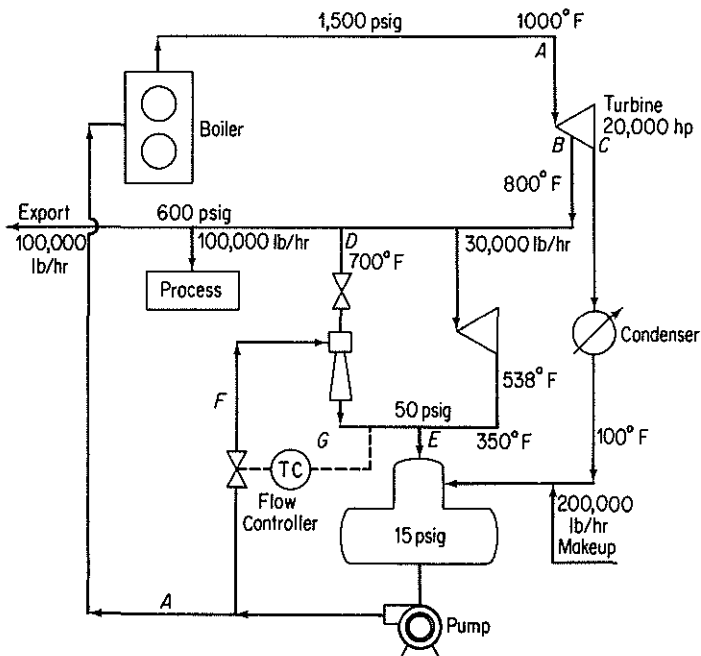 1,500 psig
1000° F
A
Boiler
Turbine
20,000 hp
B
C
800° F
Export
600 psig
100,000
lb/hr
100,000 lb/hr
D
30,000 lb/hr
700° F
Process
Condenser
538° F
F
50 psig
100° F
G
E
350° F
TC
Flow
Controller
200,000
lb/hr
Makeup
15 psig
A
Pump